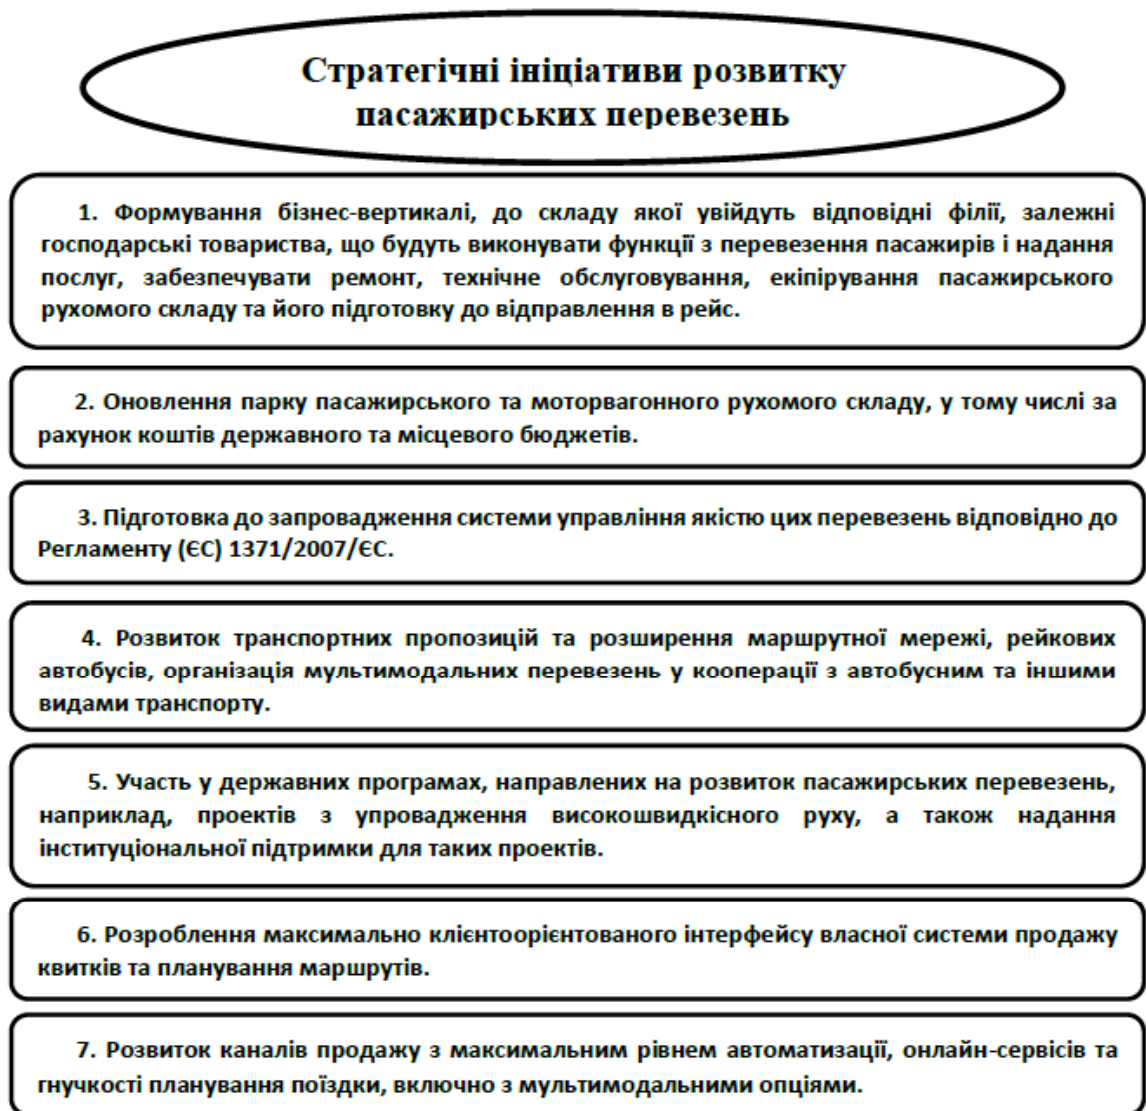 Стратегічні ініціативи розвитку
пасажирських перевезень
1. Формування бізнес-вертикалі, до складу якої увійдуть відповідні філії, залежні
господарські товариства, що будуть виконувати функції з перевезення пасажирів і надання
послуг, забезпечувати ремонт, технічне обслуговування, екіпірування пасажирського
рухомого складу та його підготовку до відправлення в рейс.
2. Оновлення парку пасажирського та моторвагонного рухомого складу, у тому числі за
рахунок коштів державного та місцевого бюджетів.
3. Підготовка до запровадження системи управління якістю цих перевезень відповідно до
Регламенту (ЄС) 1371/2007/ЄС.
4. Розвиток транспортних пропозицій та розширення маршрутної мережі, рейкових
автобусів, організація мультимодальних перевезень у кооперації з автобусним та іншими
видами транспорту.
5. Участь у державних програмах, направлених на розвиток пасажирських перевезень,
наприклад, проектів з упровадження високошвидкісного руху, а також надання
інституціональної підтримки для таких проектів.
6. Розроблення максимально клієнтоорієнтованого інтерфейсу власної системи продажу
квитків та планування маршрутів.
7. Розвиток каналів продажу з максимальним рівнем автоматизації, онлайн-сервісів та
гнучкості планування поїздки, включно з мультимодальними опціями.